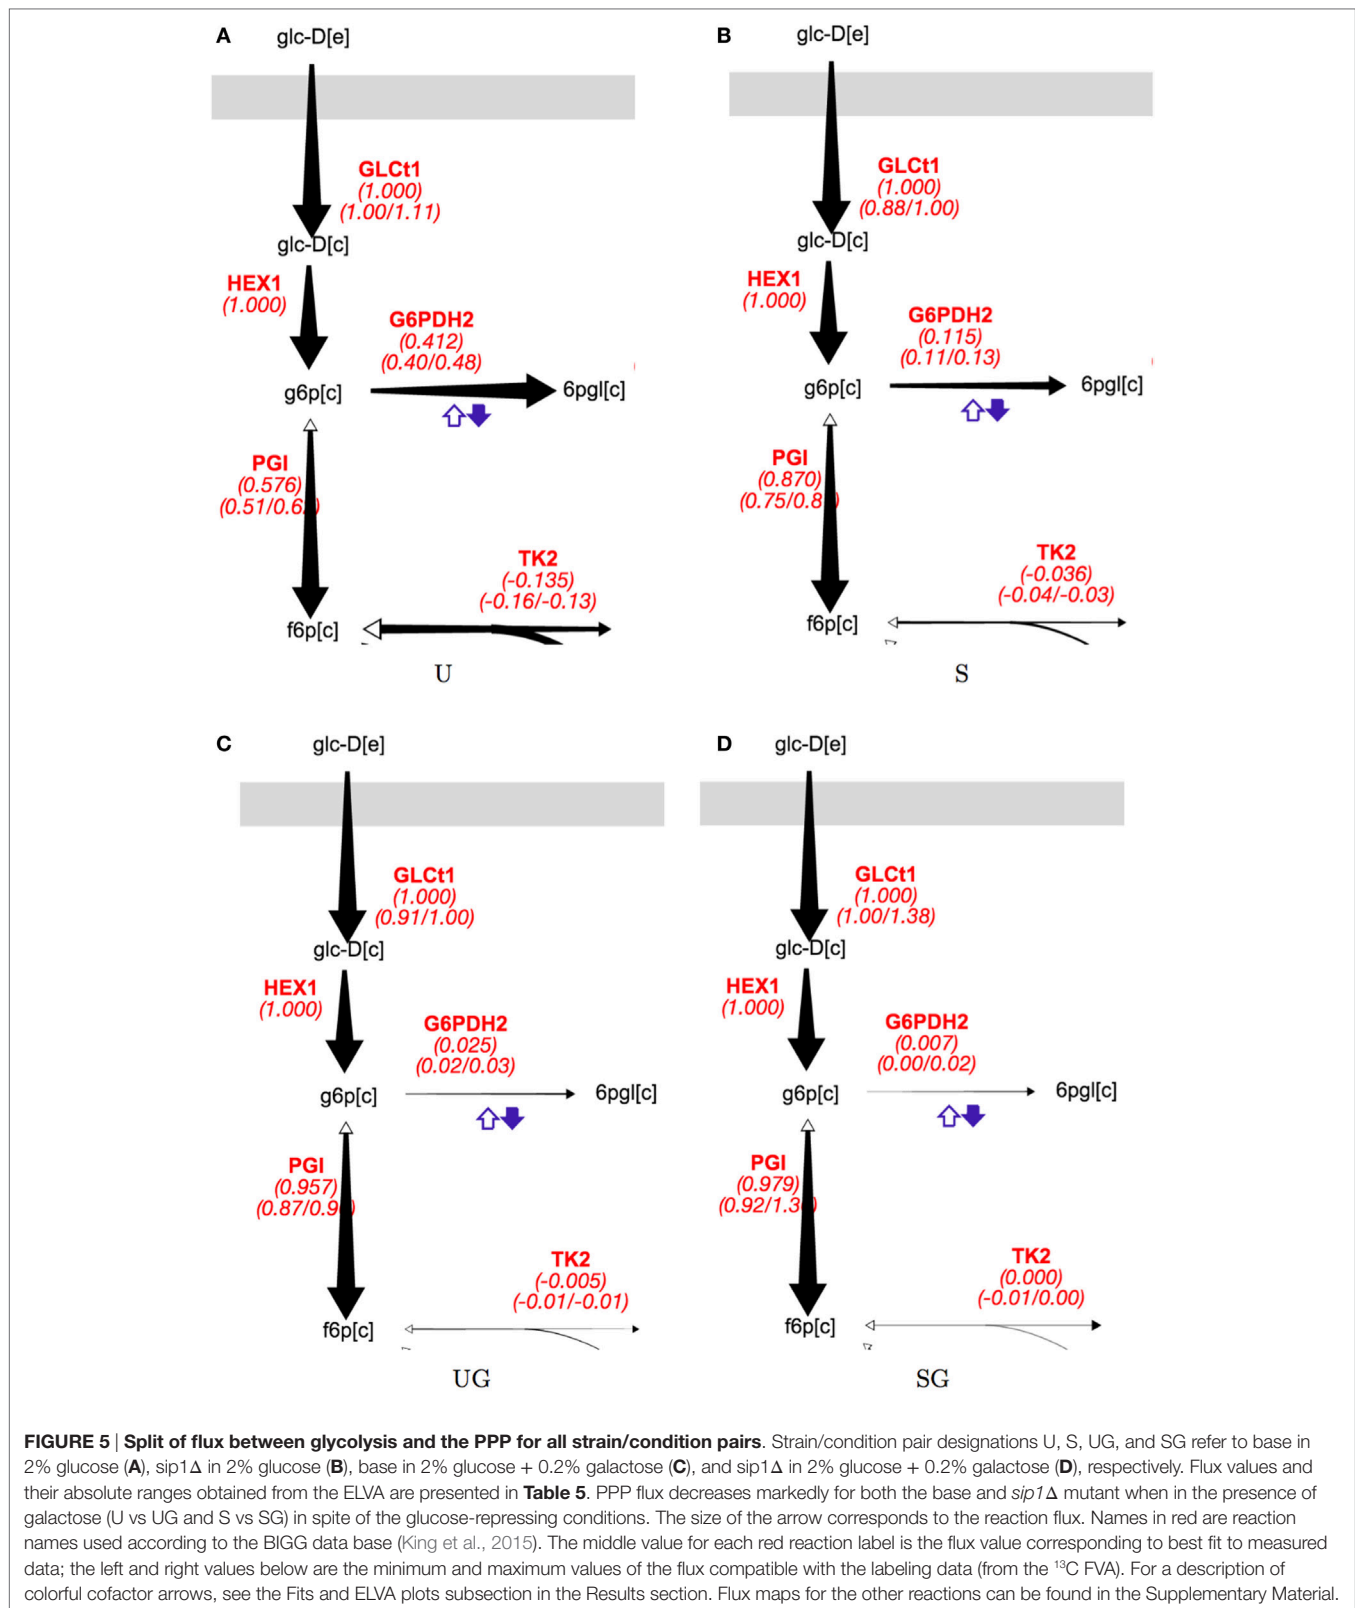 A
glc-D[e]
GLCt1
(1.000)
(1.00/1.11)
glc-D[c]
HEX1
(1.000)
G6PDH2
(0.412)
(0.40/0.48)
g6p[c]
6pgl[c]
PGI
(0.576)
(0.51/0.6
TK2
(-0.135)
(-0.16/-0.13)
f6p[c]
U
B
glc-D[e]
GLCt1
(1.000)
(0.88/1.00)
glc-D[c]
HEX1
(1.000)
G6PDH2
(0.115)
(0.11/0.13)
g6p[c]
6pgl[c]
PGI
(0.870)
(0.75/0.8
TK2
(-0.036)
(-0.04/-0.03)
f6p[c]
S
C
glc-D[e]
GLCt1
(1.000)
(0.91/1.00)
glc-D[c]
HEX1
(1.000)
G6PDH2
(0.025)
(0.02/0.03)
g6p[c]
6pgl[c]
PGI
(0.957)
(0.87/0.9
TK2
(-0.005)
(-0.01/-0.01)
f6p[c]
UG
D
glc-D[e]
GLCt1
(1.000)
(1.00/1.38)
glc-D[c]
HEX1
(1.000)
G6PDH2
(0.007)
(0.00/0.02)
g6p[c]
6pgl[c]
PGI
(0.979)
(0.92/1.3
TK2
(0.000)
(-0.01/0.00)
f6p[c]
SG
FIGURE 5 | Split of flux between glycolysis and the PPP for all strain/condition pairs. Strain/condition pair designations U, S, UG, and SG refer to base in
2% glucose (A), sip1Δ in 2% glucose (B), base in 2% glucose + 0.2% galactose (C), and sip1Δ in 2% glucose + 0.2% galactose (D), respectively. Flux values and
their absolute ranges obtained from the ELVA are presented in Table 5. PPP flux decreases markedly for both the base and sip1Δ mutant when in the presence of
galactose (U vs UG and S vs SG) in spite of the glucose-repressing conditions. The size of the arrow corresponds to the reaction flux. Names in red are reaction
names used according to the BIGG data base (King et al., 2015). The middle value for each red reaction label is the flux value corresponding to best fit to measured
data; the left and right values below are the minimum and maximum values of the flux compatible with the labeling data (from the ¹³C FVA). For a description of
colorful cofactor arrows, see the Fits and ELVA plots subsection in the Results section. Flux maps for the other reactions can be found in the Supplementary Material.